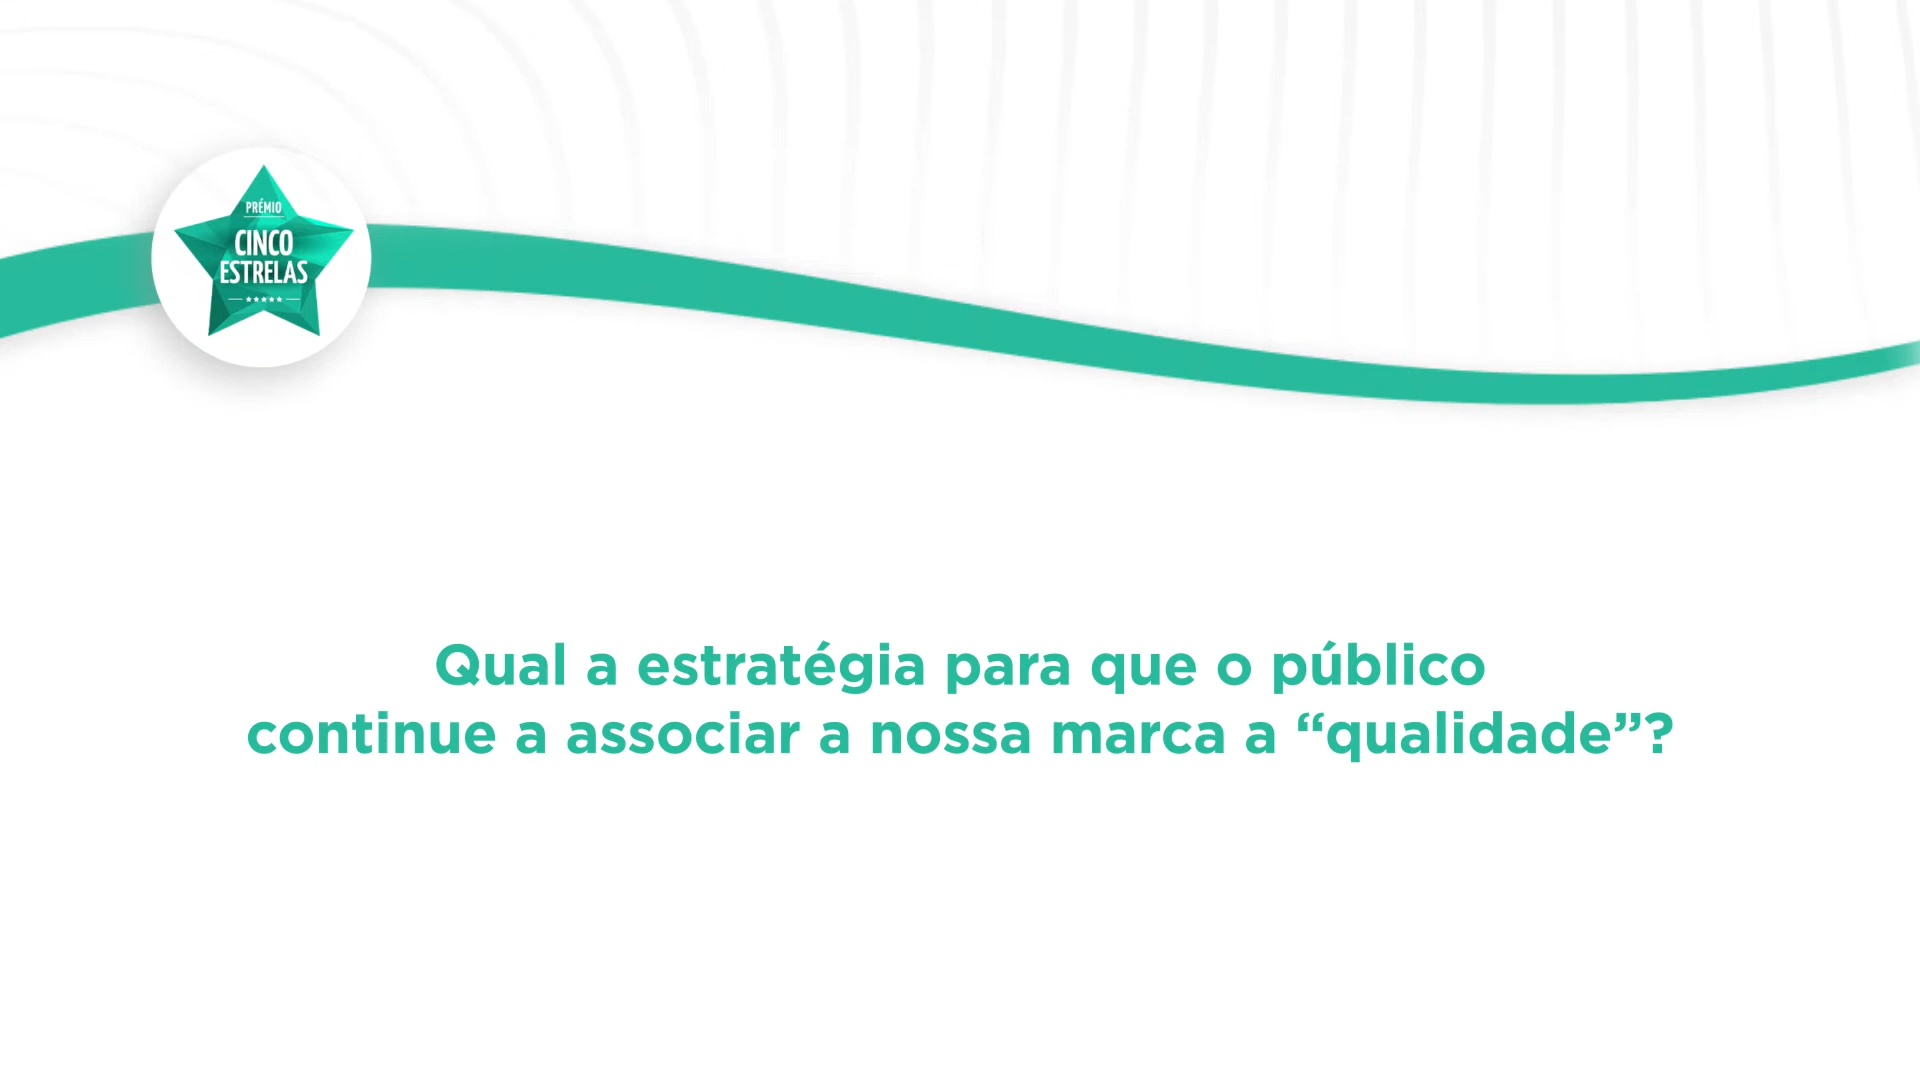 PRÉMIO
CINCO
ESTRELAS
Qual a estratégia para que o público
continue a associar a nossa marca a “qualidade”?